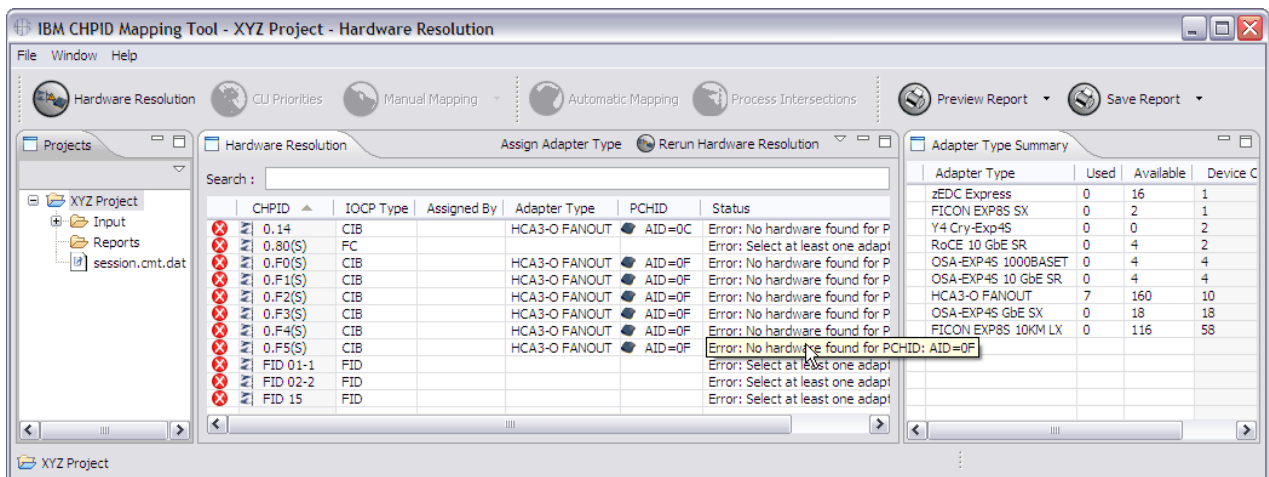 IBM CHPID Mapping Tool - XYZ Project - Hardware Resolution
File Window Help
Hardware Resolution CU Priorities Manual Mapping Automatic Mapping Process Intersections Preview Report Save Report
Projects
XYZ Project
Input
Reports
session.cmt.dat
Hardware Resolution Assign Adapter Type Rerun Hardware Resolution
Search :
CHPID IOCP Type Assigned By Adapter Type PCHID Status
0.14 CIB HCA3-O FANOUT AID=0C Error: No hardware found for P
0.80(S) FC Error: Select at least one adapt
0.F0(S) CIB HCA3-O FANOUT AID=0F Error: No hardware found for P
0.F1(S) CIB HCA3-O FANOUT AID=0F Error: No hardware found for P
0.F2(S) CIB HCA3-O FANOUT AID=0F Error: No hardware found for P
0.F3(S) CIB HCA3-O FANOUT AID=0F Error: No hardware found for P
0.F4(S) CIB HCA3-O FANOUT AID=0F Error: No hardware found for P
0.F5(S) CIB HCA3-O FANOUT AID=0F Error: No hardware found for PCHID: AID=0F
FID 01-1 FID Error: Select at least one adapt
FID 02-2 FID Error: Select at least one adapt
FID 15 FID Error: Select at least one adapt
Adapter Type Summary
Adapter Type Used Available Device C
zEDC Express 0 16 1
FICON EXP8S SX 0 2 1
Y4 Cry-Exp4S 0 0 2
RoCE 10 GbE SR 0 4 2
OSA-EXP4S 1000BASET 0 4 4
OSA-EXP4S 10 GbE SR 0 4 4
HCA3-O FANOUT 7 160 10
OSA-EXP4S GbE SX 0 18 18
FICON EXP8S 10KM LX 0 116 58
XYZ Project